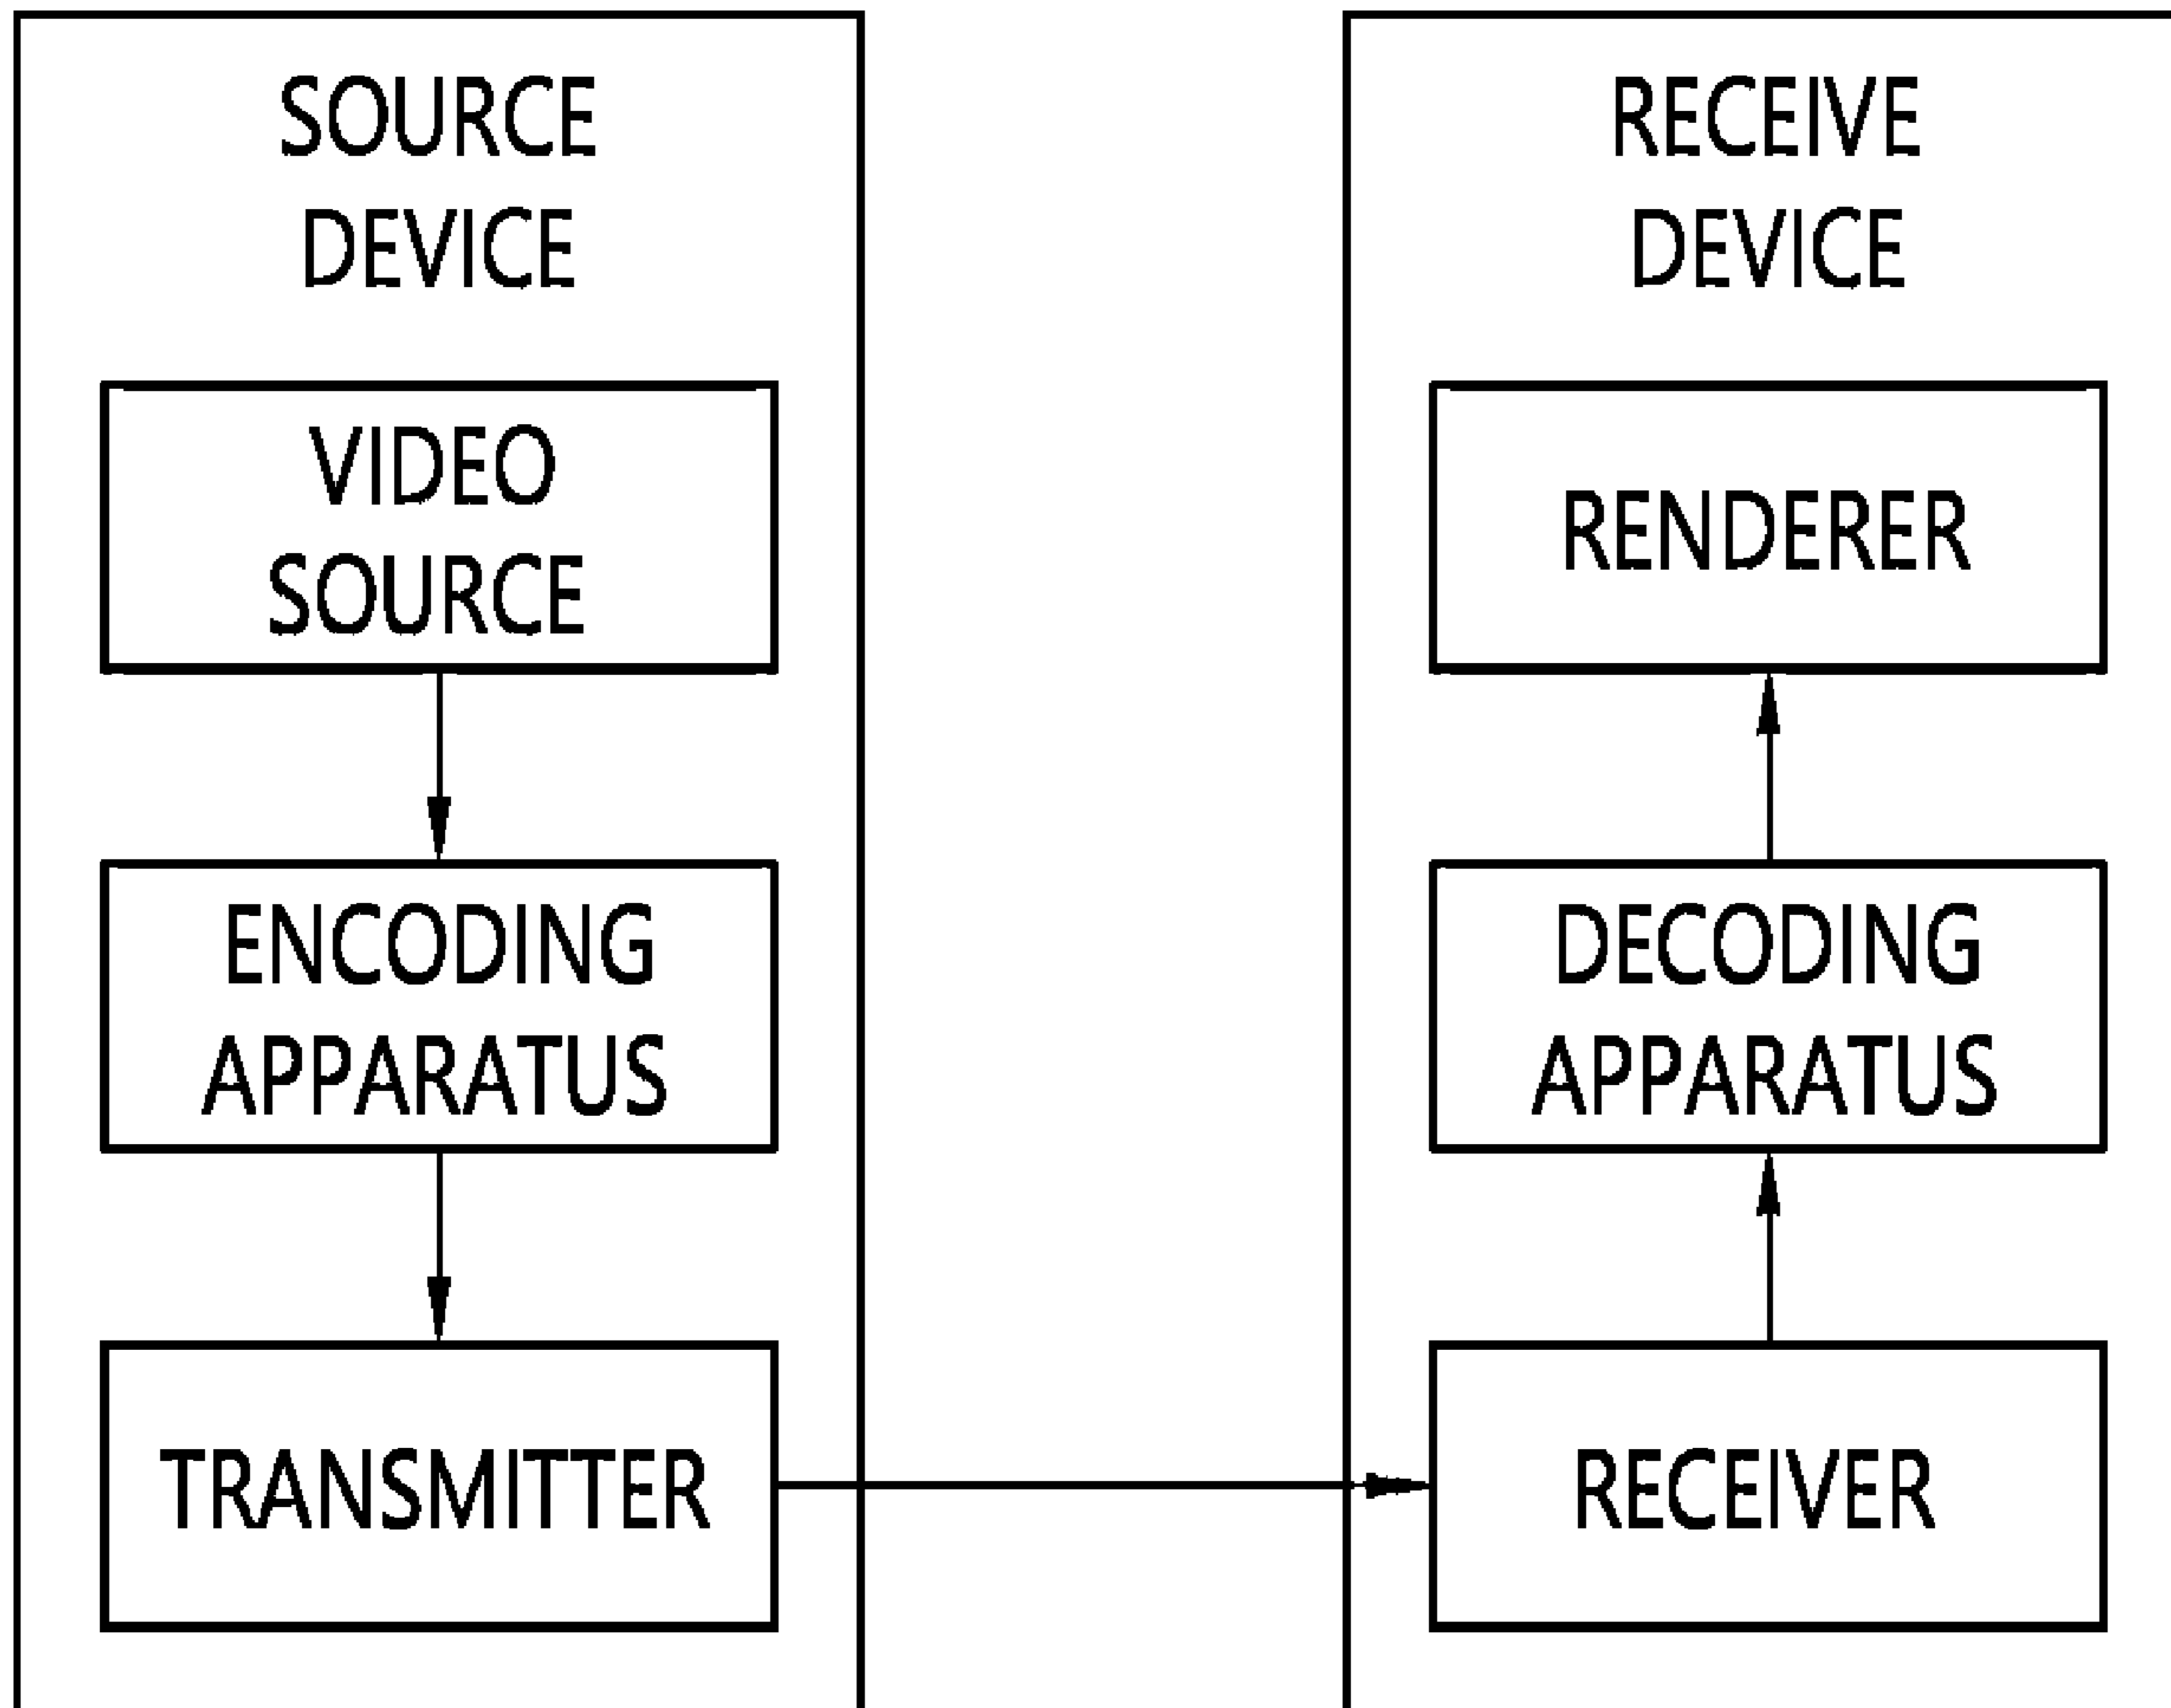 SOURCE
DEVICE
VIDEO
SOURCE
ENCODING
APPARATUS
TRANSMITTER
RECEIVE
DEVICE
RENDERER
DECODING
APPARATUS
RECEIVER